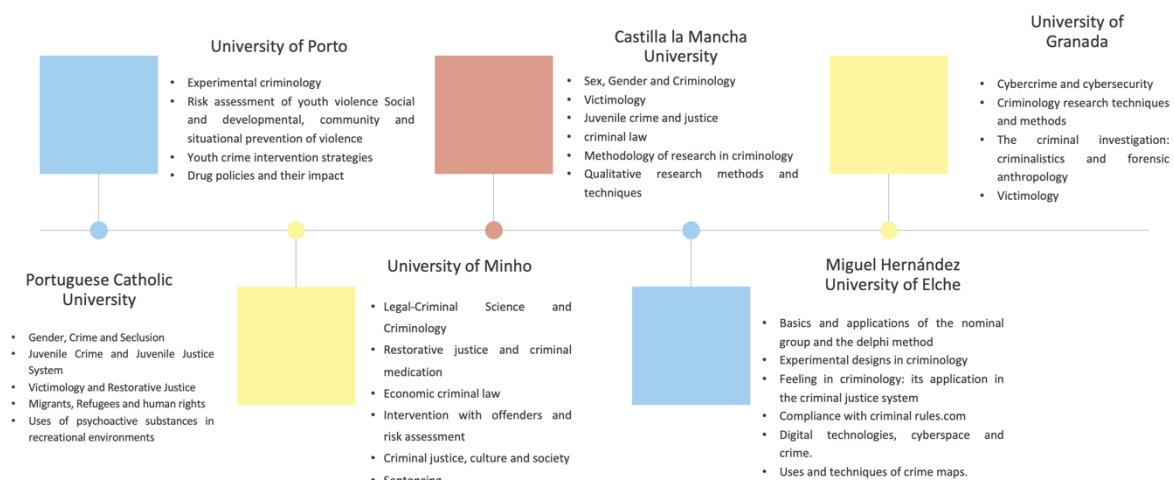 University of Porto
• Experimental criminology
• Risk assessment of youth violence Social
and developmental, community and
situational prevention of violence
• Youth crime intervention strategies
• Drug policies and their impact
Castilla la Mancha
University
• Sex, Gender and Criminology
• Victimology
• Juvenile crime and justice
• criminal law
• Methodology of research in criminology
• Qualitative research methods and
techniques
University of
Granada
• Cybercrime and cybersecurity
• Criminology research techniques
and methods
• The criminal investigation:
criminalistics and forensic
anthropology
• Victimology
Portuguese Catholic
University
• Gender, Crime and Seclusion
• Juvenile Crime and Juvenile Justice
System
• Victimology and Restorative Justice
• Migrants, Refugees and human rights
• Uses of psychoactive substances in
recreational environments
University of Minho
• Legal-Criminal Science and
Criminology
• Restorative justice and criminal
medication
• Economic criminal law
• Intervention with offenders and
risk assessment
• Criminal justice, culture and society
• Sentencing
Miguel Hernández
University of Elche
• Basics and applications of the nominal
group and the delphi method
• Experimental designs in criminology
• Feeling in criminology: its application in
the criminal justice system
• Compliance with criminal rules.com
• Digital technologies, cyberspace and
crime.
• Uses and techniques of crime maps.